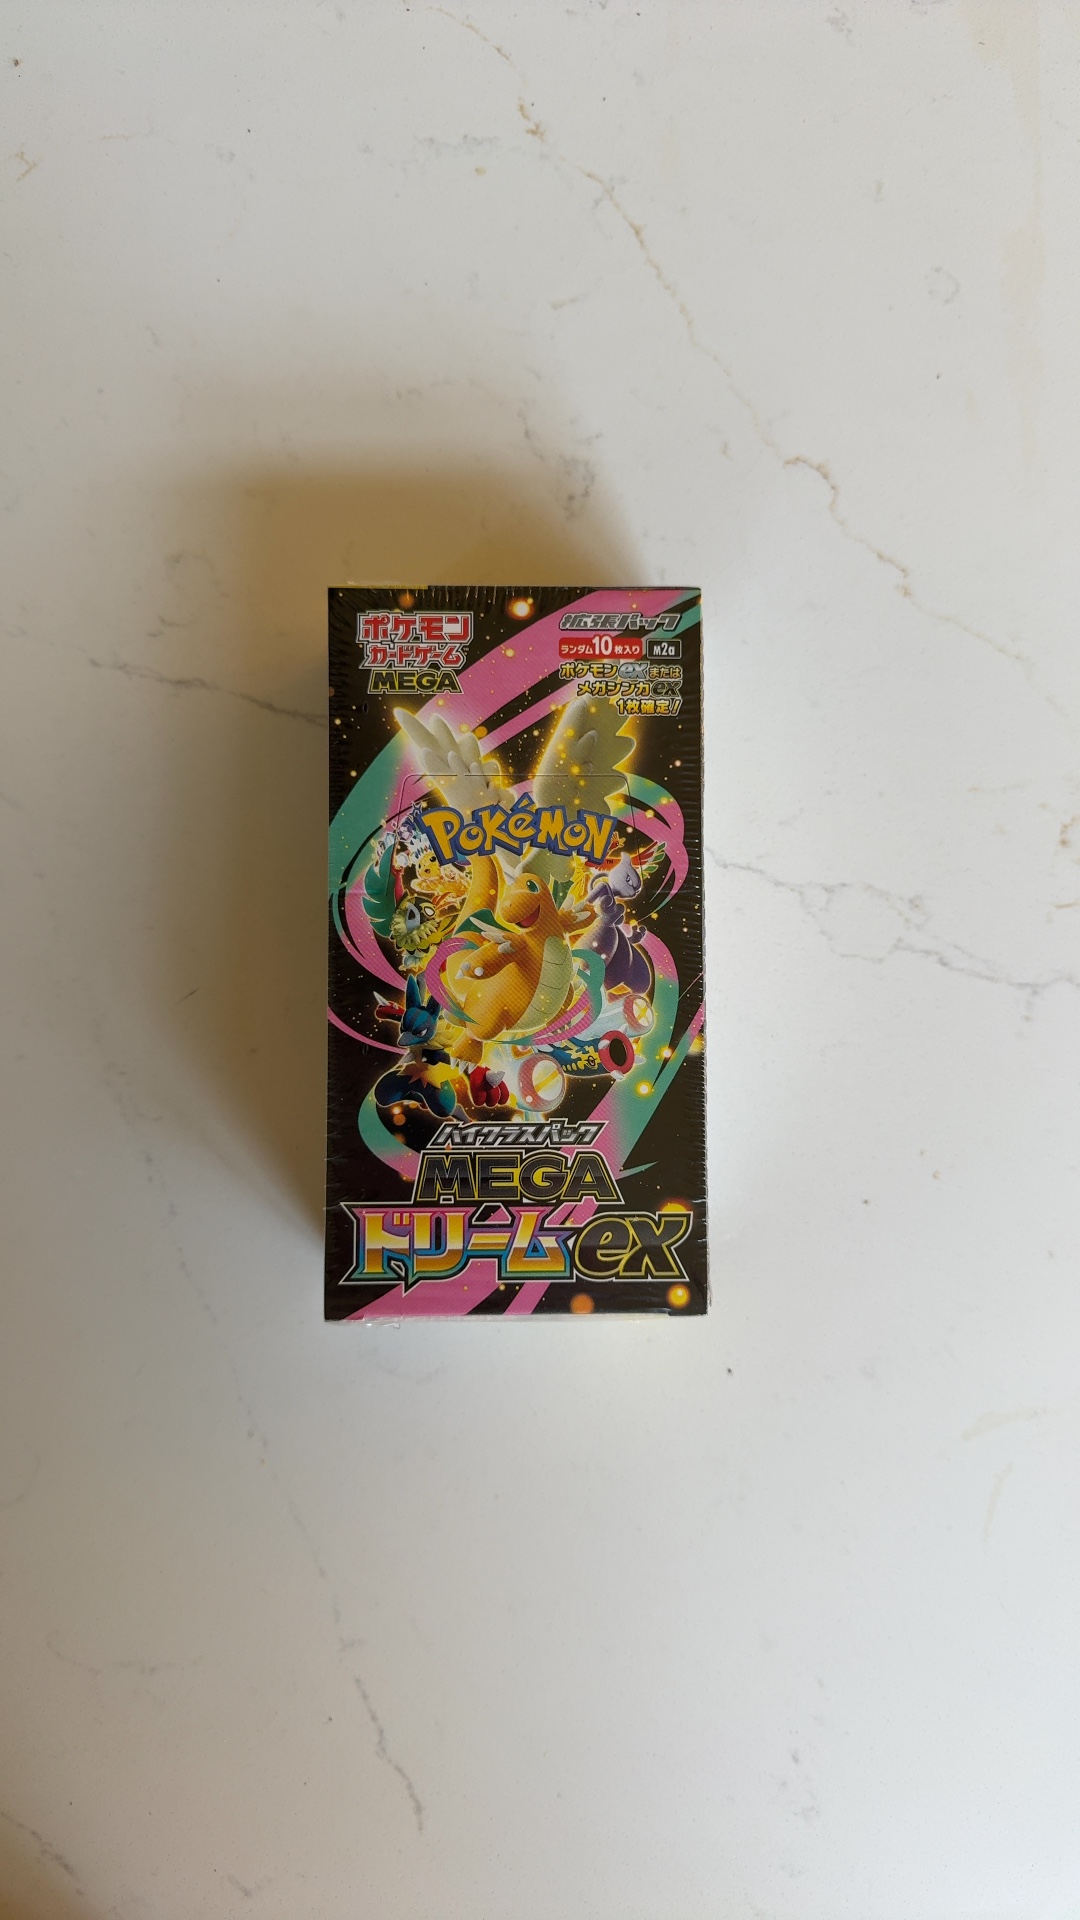 ポケモン
カードゲーム
MEGA
拡張パック
ランダム10枚入り M2a
ポケモンexまたは
メガシンカex
1枚確定!
POKÉMON
ハイクラスパック
MEGA
ドリームex